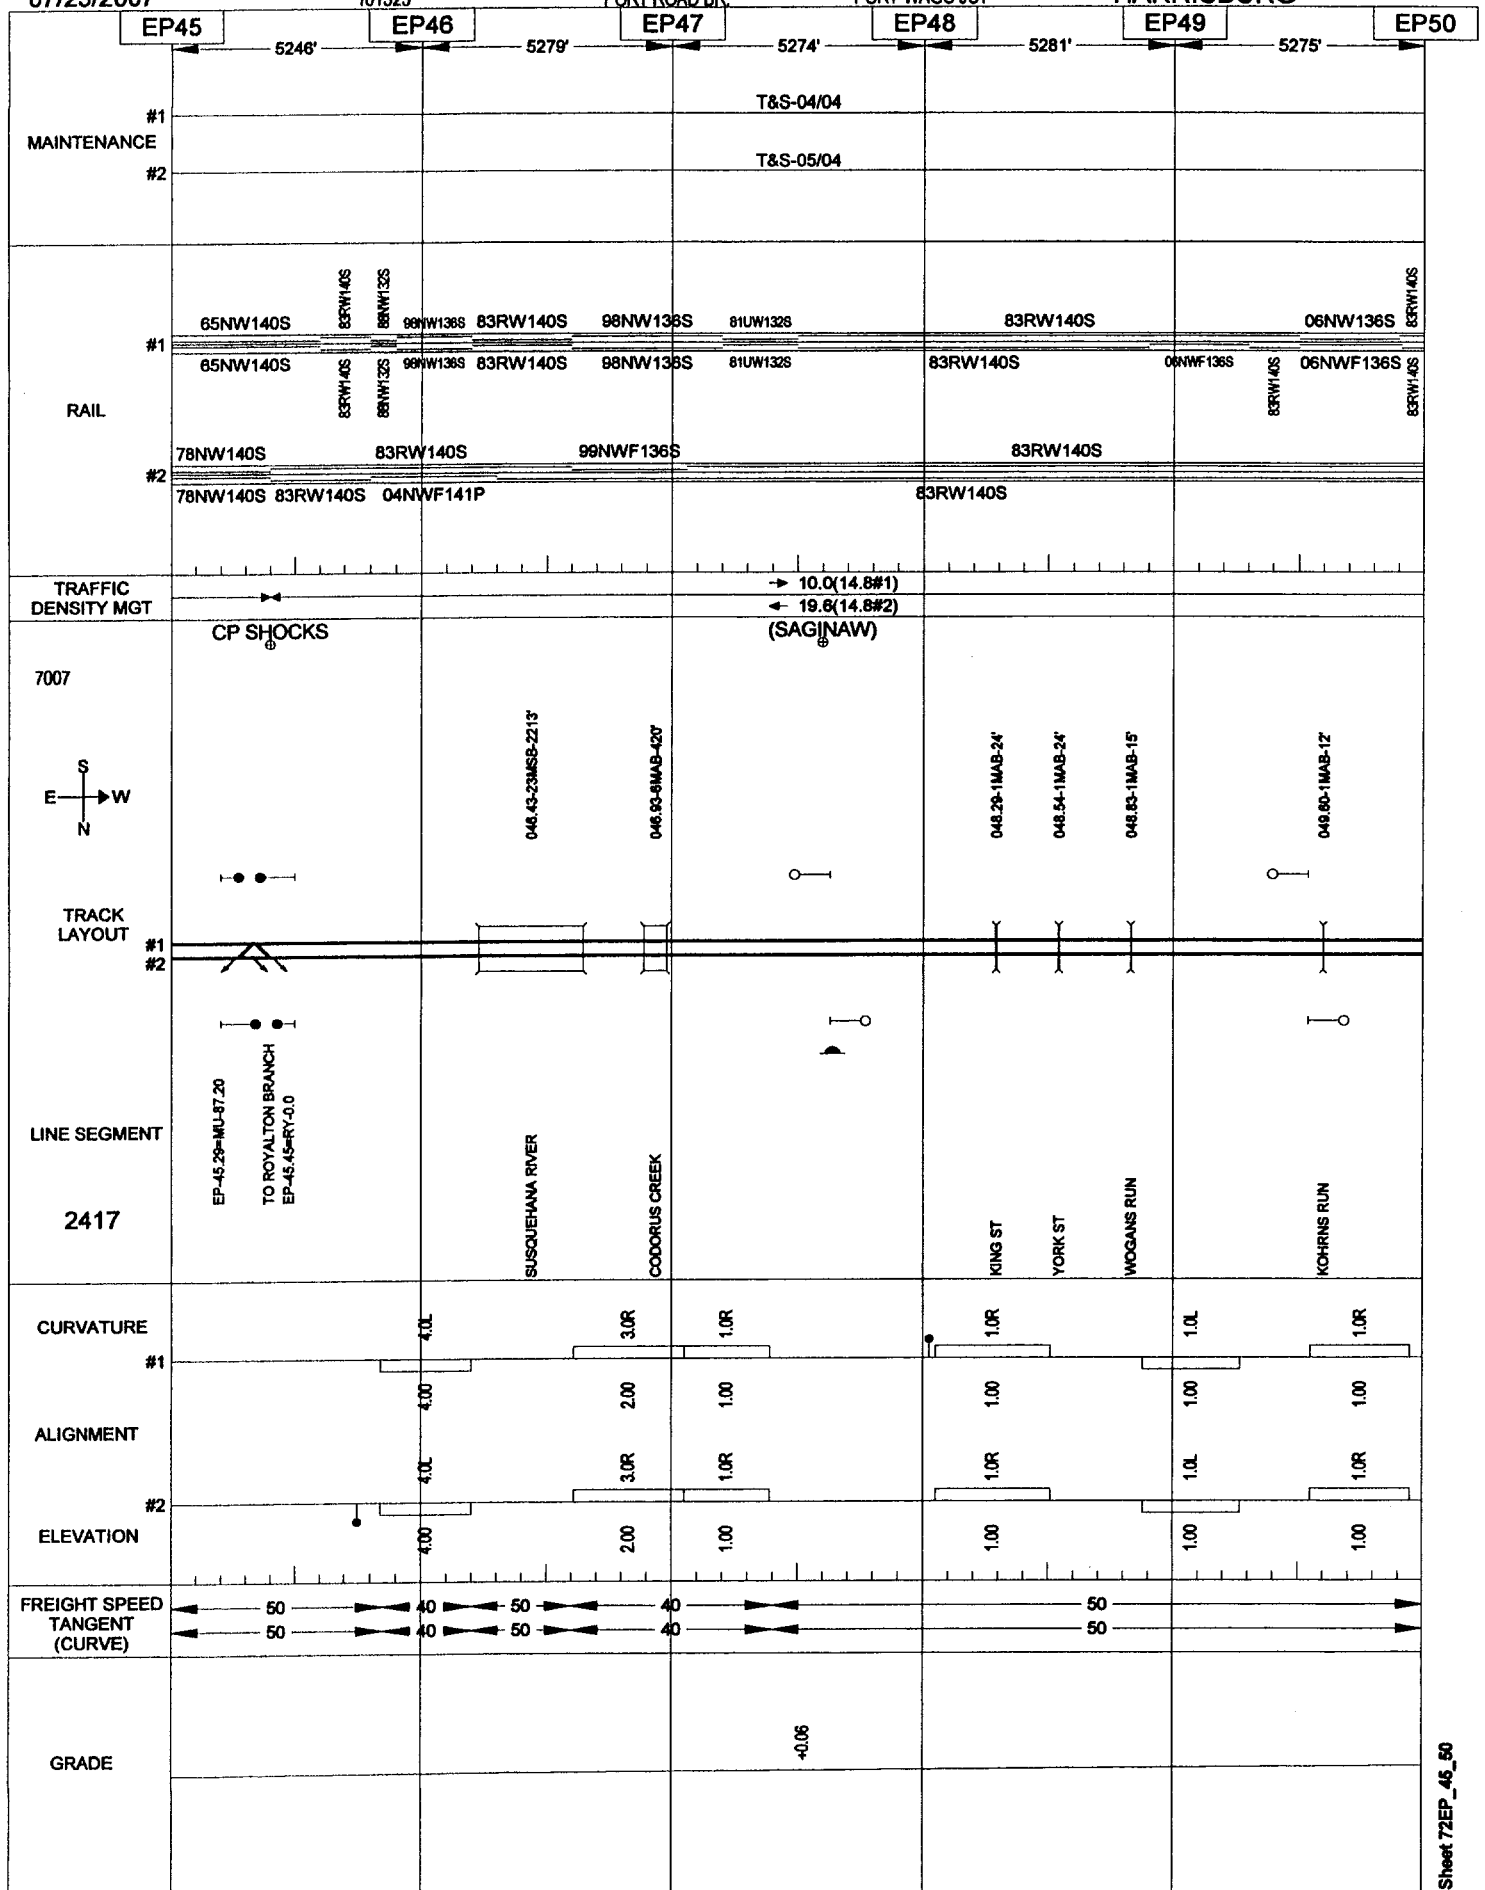 EP45 EP46 EP47 EP48 EP49 EP50
5246' 5279' 5274' 5281' 5275'
T&S-04/04
#1
MAINTENANCE
T&S-05/04
#2
83RW140S 88NW132S 83RW140S
65NW140S 98NW136S 83RW140S 98NW136S 81UW132S 83RW140S 06NW136S
#1
65NW140S 98NW136S 83RW140S 98NW136S 81UW132S 83RW140S 06NWF136S 06NWF136S
83RW140S 88NW132S 83RW140S 83RW140S
RAIL
78NW140S 83RW140S 99NWF136S 83RW140S
#2
78NW140S 83RW140S 04NWF141P 83RW140S
TRAFFIC
DENSITY MGT
10.0(14.8#1)
19.6(14.8#2)
CP SHOCKS (SAGINAW)
7007
S
E W
N
046.43-23MSB-2213' 046.93-6MAB-420' 048.29-1MAB-24' 048.54-1MAB-24' 048.83-1MAB-15' 049.60-1MAB-12'
TRACK
LAYOUT
#1
#2
EP-45.29=MU-87.20
TO ROYALTON BRANCH
EP-45.45=RY-0.0
LINE SEGMENT
2417
SUSQUEHANA RIVER
CODORUS CREEK
KING ST
YORK ST
WOGANS RUN
KOHRNS RUN
CURVATURE
4.0L 3.0R 1.0R 1.0R 1.0L 1.0R
#1
4.00 2.00 1.00 1.00 1.00 1.00
ALIGNMENT
4.0L 3.0R 1.0R 1.0R 1.0L 1.0R
#2
ELEVATION
4.00 2.00 1.00 1.00 1.00 1.00
FREIGHT SPEED
TANGENT
(CURVE)
50 40 50 40 50
50 40 50 40 50
GRADE
+0.06
Sheet 72EP_45_50